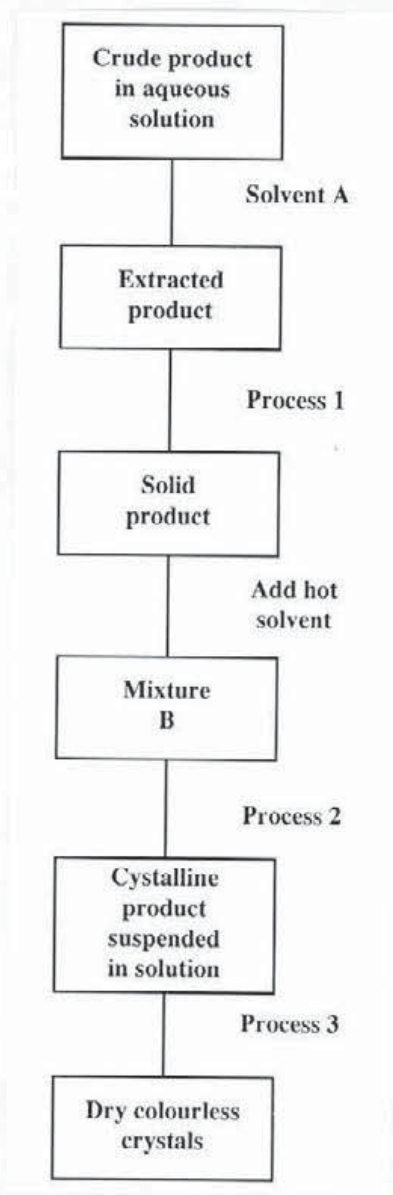 Crude product
in aqueous
solution
Solvent A
Extracted
product
Process 1
Solid
product
Add hot
solvent
Mixture
B
Process 2
Cystalline
product
suspended
in solution
Process 3
Dry colourless
crystals